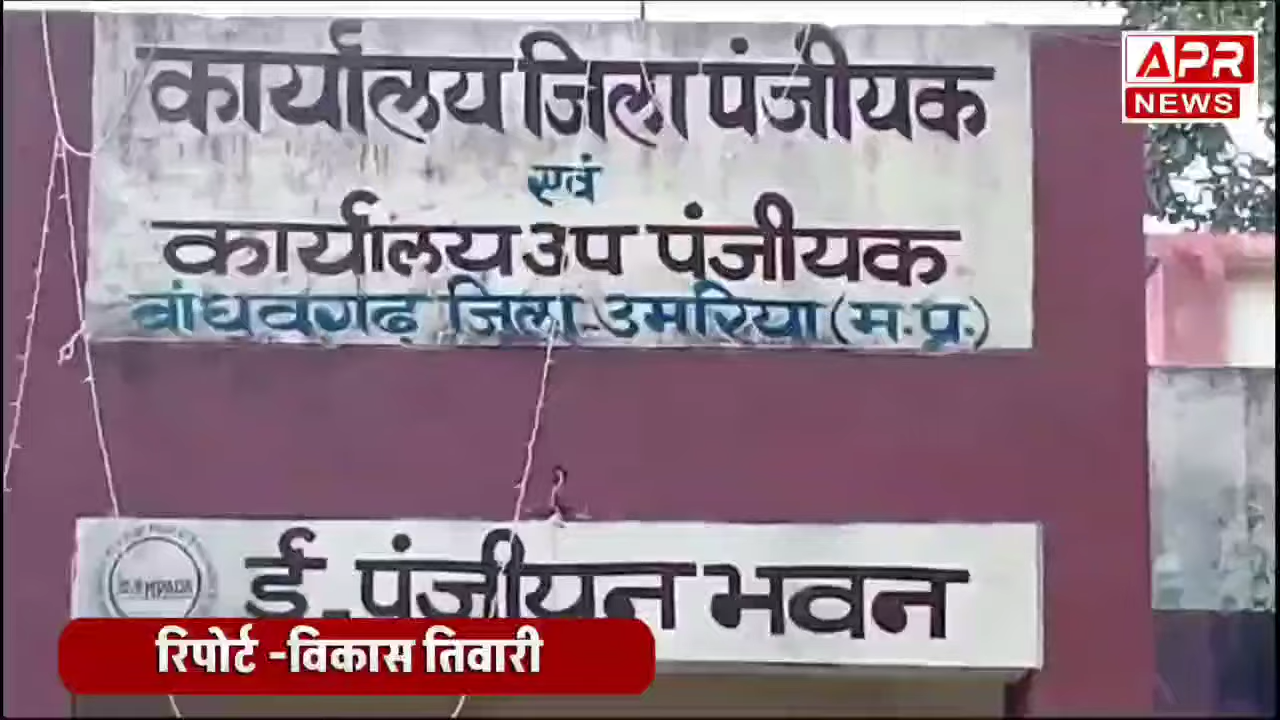 कार्यालय जिला पंजीयक
एवं
कार्यालय उप पंजीयक
बांधवगढ़ जिला-उमरिया (म.प्र.)
ई-पंजीयन भवन
रिपोर्ट -विकास तिवारी
APR
NEWS